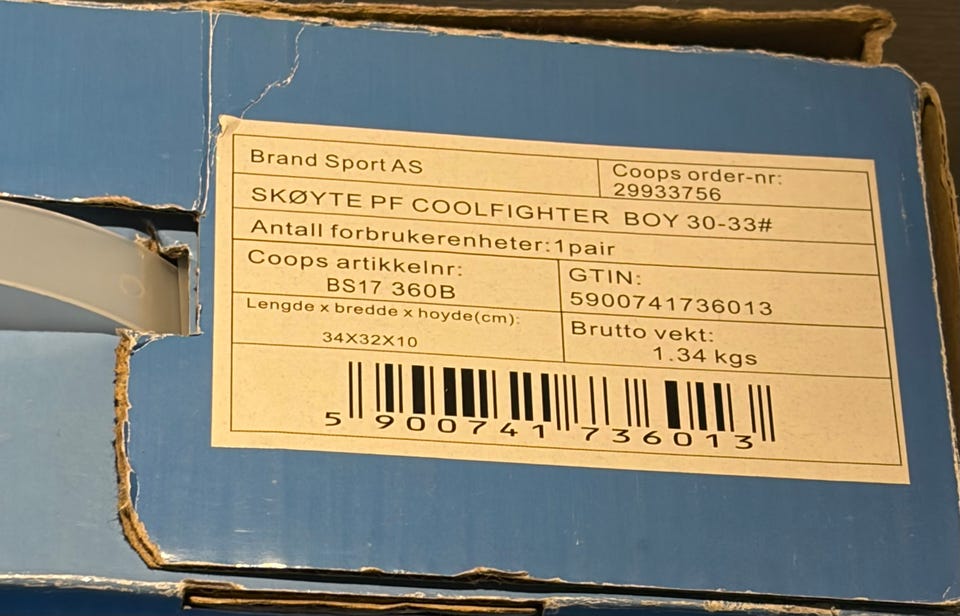 Brand Sport AS
Coops order-nr:
29933756
SKØYTE PF COOLFIGHTER BOY 30-33#
Antall forbrukerenheter:1pair
Coops artikkelnr:
BS17 360B
GTIN:
5900741736013
Lengde x bredde x hoyde(cm):
34X32X10
Brutto vekt:
1.34 kgs
5 900741 736013